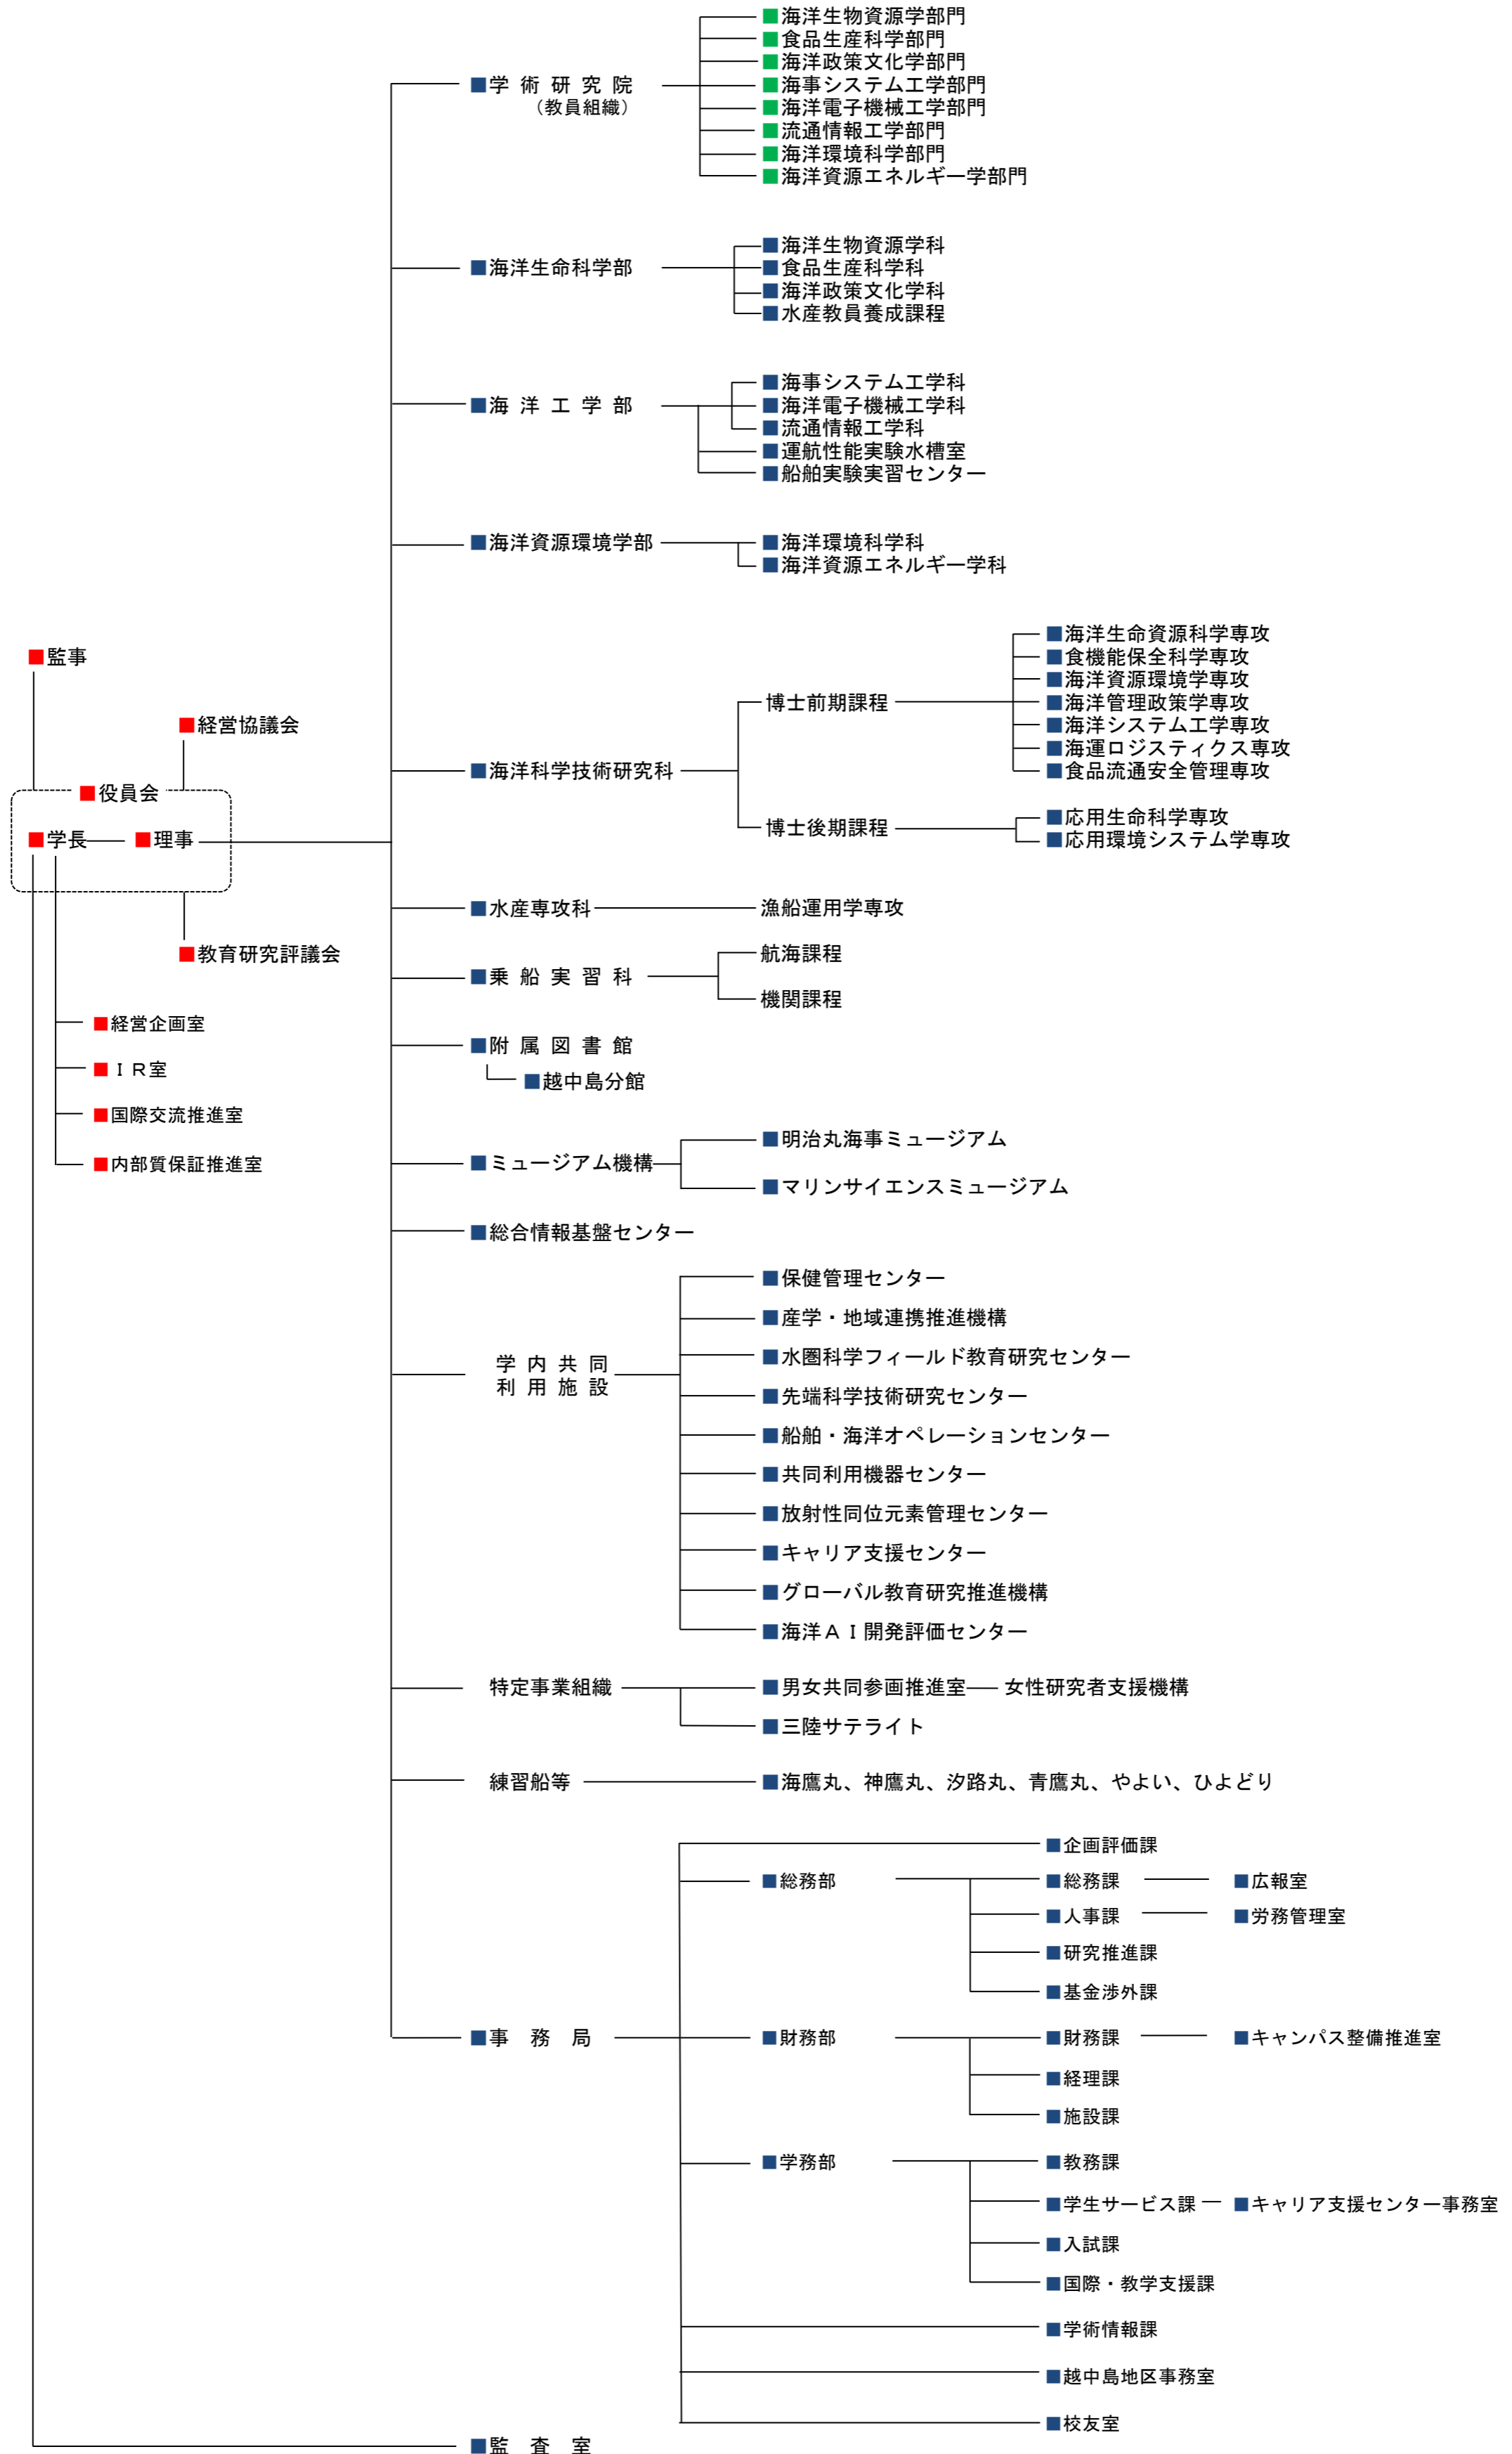 ■海洋生物資源学部門
■食品生産科学部門
■海洋政策文化学部門
■学術研究院
■海事システム工学部門
（教員組織）
■海洋電子機械工学部門
■流通情報工学部門
■海洋環境科学部門
■海洋資源エネルギー学部門
■海洋生物資源学科
■海洋生命科学部
■食品生産科学科
■海洋政策文化学科
■水産教員養成課程
■海事システム工学科
■海洋工学部
■海洋電子機械工学科
■流通情報工学科
■運航性能実験水槽室
■船舶実験実習センター
■海洋資源環境学部
■海洋環境科学科
■海洋資源エネルギー学科
■監事
■経営協議会
■役員会
■学長
■理事
■教育研究評議会
■経営企画室
■ＩＲ室
■国際交流推進室
■内部質保証推進室
■海洋科学技術研究科
博士前期課程
■海洋生命資源科学専攻
■食機能保全科学専攻
■海洋資源環境学専攻
■海洋管理政策学専攻
■海洋システム工学専攻
■海運ロジスティクス専攻
■食品流通安全管理専攻
博士後期課程
■応用生命科学専攻
■応用環境システム学専攻
■水産専攻科
漁船運用学専攻
■乗船実習科
航海課程
機関課程
■附属図書館
■越中島分館
■ミュージアム機構
■明治丸海事ミュージアム
■マリンサイエンスミュージアム
■総合情報基盤センター
学内共同
利用施設
■保健管理センター
■産学・地域連携推進機構
■水圏科学フィールド教育研究センター
■先端科学技術研究センター
■船舶・海洋オペレーションセンター
■共同利用機器センター
■放射性同位元素管理センター
■キャリア支援センター
■グローバル教育研究推進機構
■海洋ＡＩ開発評価センター
特定事業組織
■男女共同参画推進室
女性研究者支援機構
■三陸サテライト
練習船等
■海鷹丸、神鷹丸、汐路丸、青鷹丸、やよい、ひよどり
■事務局
■企画評価課
■総務部
■総務課
■広報室
■人事課
■労務管理室
■研究推進課
■基金渉外課
■財務部
■財務課
■キャンパス整備推進室
■経理課
■施設課
■学務部
■教務課
■学生サービス課
■キャリア支援センター事務室
■入試課
■国際・教学支援課
■学術情報課
■越中島地区事務室
■校友室
■監査室